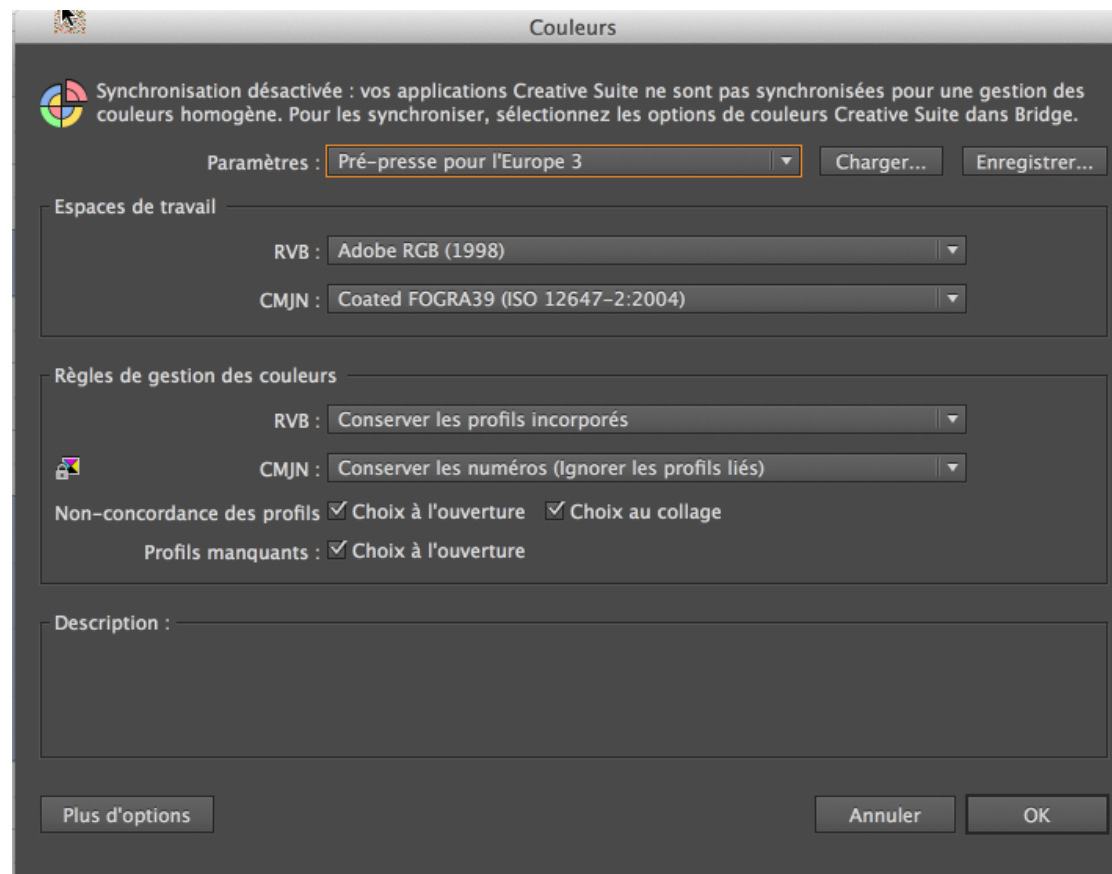 Couleurs
Synchronisation désactivée : vos applications Creative Suite ne sont pas synchronisées pour une gestion des
couleurs homogène. Pour les synchroniser, sélectionnez les options de couleurs Creative Suite dans Bridge.
Paramètres : Pré-presse pour l'Europe 3 Charger... Enregistrer...
Espaces de travail
RVB : Adobe RGB (1998)
CMJN : Coated FOGRA39 (ISO 12647-2:2004)
Règles de gestion des couleurs
RVB : Conserver les profils incorporés
CMJN : Conserver les numéros (Ignorer les profils liés)
Non-concordance des profils Choix à l'ouverture Choix au collage
Profils manquants : Choix à l'ouverture
Description :
Plus d'options Annuler OK